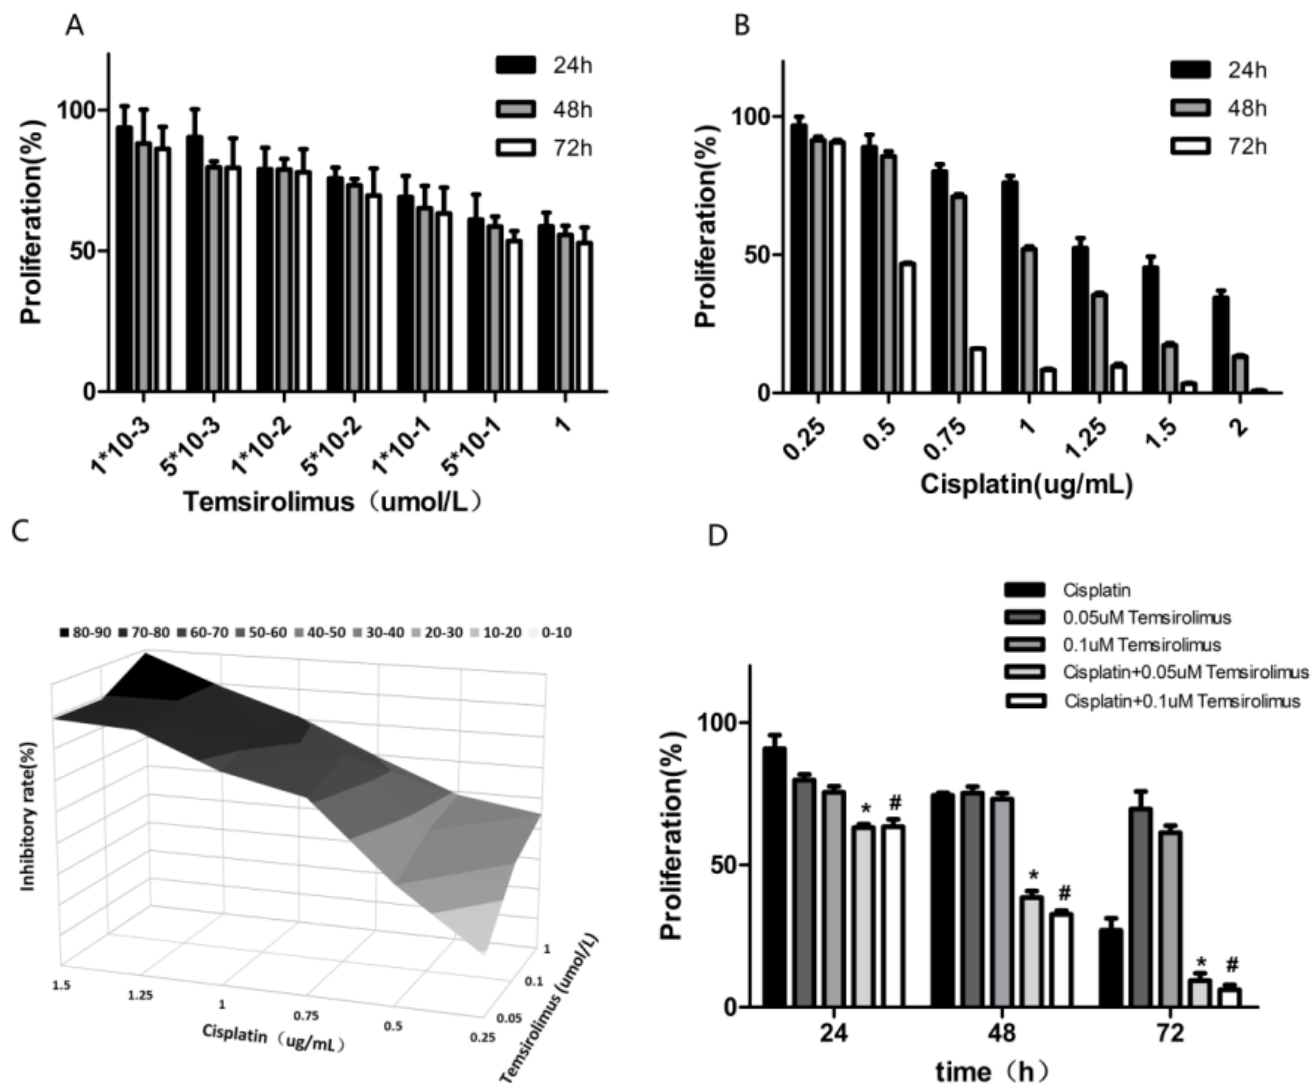 A
24h
48h
72h
100
50
0
Proliferation(%)
1*10-3
5*10-3
1*10-2
5*10-2
1*10-1
5*10-1
1
Temsirolimus（umol/L）
B
24h
48h
72h
100
50
0
Proliferation(%)
0.25
0.5
0.75
1
1.25
1.5
2
Cisplatin(ug/mL)
C
80-90 70-80 60-70 50-60 40-50 30-40 20-30 10-20 0-10
Inhibitory rate(%)
1.5
1.25
1
0.75
0.5
0.25
Cisplatin（ug/mL）
1
0.1
0.05
Temsirolimus (umol/L)
D
Cisplatin
0.05uM Temsirolimus
0.1uM Temsirolimus
Cisplatin+0.05uM Temsirolimus
Cisplatin+0.1uM Temsirolimus
100
50
0
Proliferation(%)
* #
* #
* #
24 48 72
time（h）